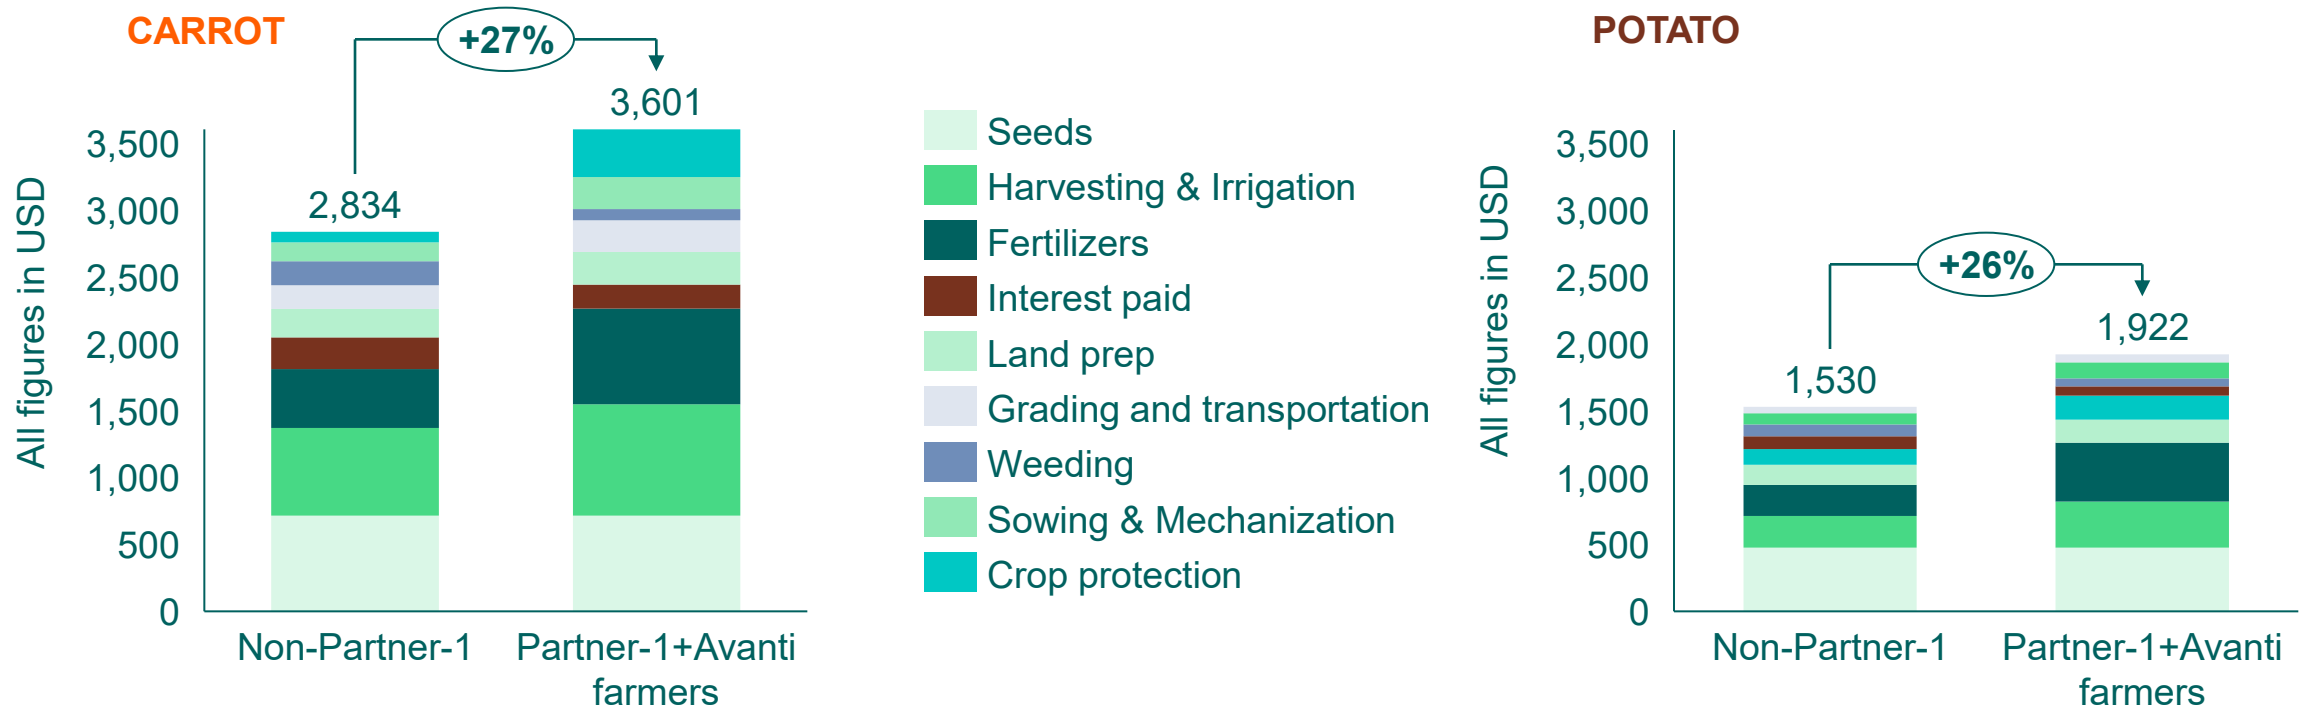 CARROT
+27%
3,601
2,834
All figures in USD
3,500
3,000
2,500
2,000
1,500
1,000
500
0
Non-Partner-1
Partner-1+Avanti
farmers
Seeds
Harvesting & Irrigation
Fertilizers
Interest paid
Land prep
Grading and transportation
Weeding
Sowing & Mechanization
Crop protection
POTATO
+26%
1,922
1,530
All figures in USD
3,500
3,000
2,500
2,000
1,500
1,000
500
0
Non-Partner-1
Partner-1+Avanti
farmers